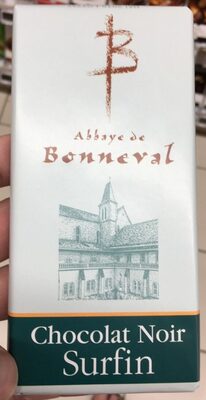 B
Abbaye de
Bonneval
Chocolat Noir
Surfin